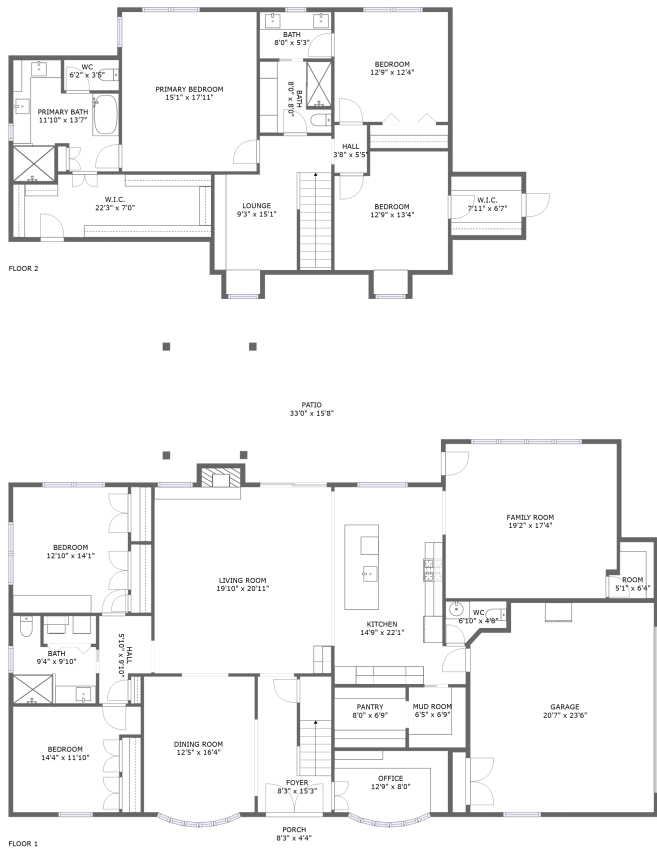 BATH
8'0" x 5'3"
WC
6'2" x 3'5"
BEDROOM
12'9" x 12'4"
PRIMARY BEDROOM
15'1" x 17'11"
BATH
8'0" x 8'0"
PRIMARY BATH
11'10" x 13'7"
HALL
3'8" x 5'5"
W.I.C.
22'3" x 7'0"
LOUNGE
9'3" x 15'1"
BEDROOM
12'9" x 13'4"
W.I.C.
7'11" x 6'7"
FLOOR 2
PATIO
33'0" x 15'8"
FAMILY ROOM
19'2" x 17'4"
BEDROOM
12'10" x 14'1"
LIVING ROOM
19'10" x 20'11"
ROOM
5'1" x 6'4"
WC
6'10" x 4'8"
KITCHEN
14'9" x 22'1"
HALL
5'10" x 9'10"
BATH
9'4" x 9'10"
PANTRY
8'0" x 6'9"
MUD ROOM
6'5" x 6'9"
GARAGE
20'7" x 23'6"
DINING ROOM
12'5" x 16'4"
BEDROOM
14'4" x 11'10"
OFFICE
12'9" x 8'0"
FOYER
8'3" x 15'3"
PORCH
8'3" x 4'4"
FLOOR 1